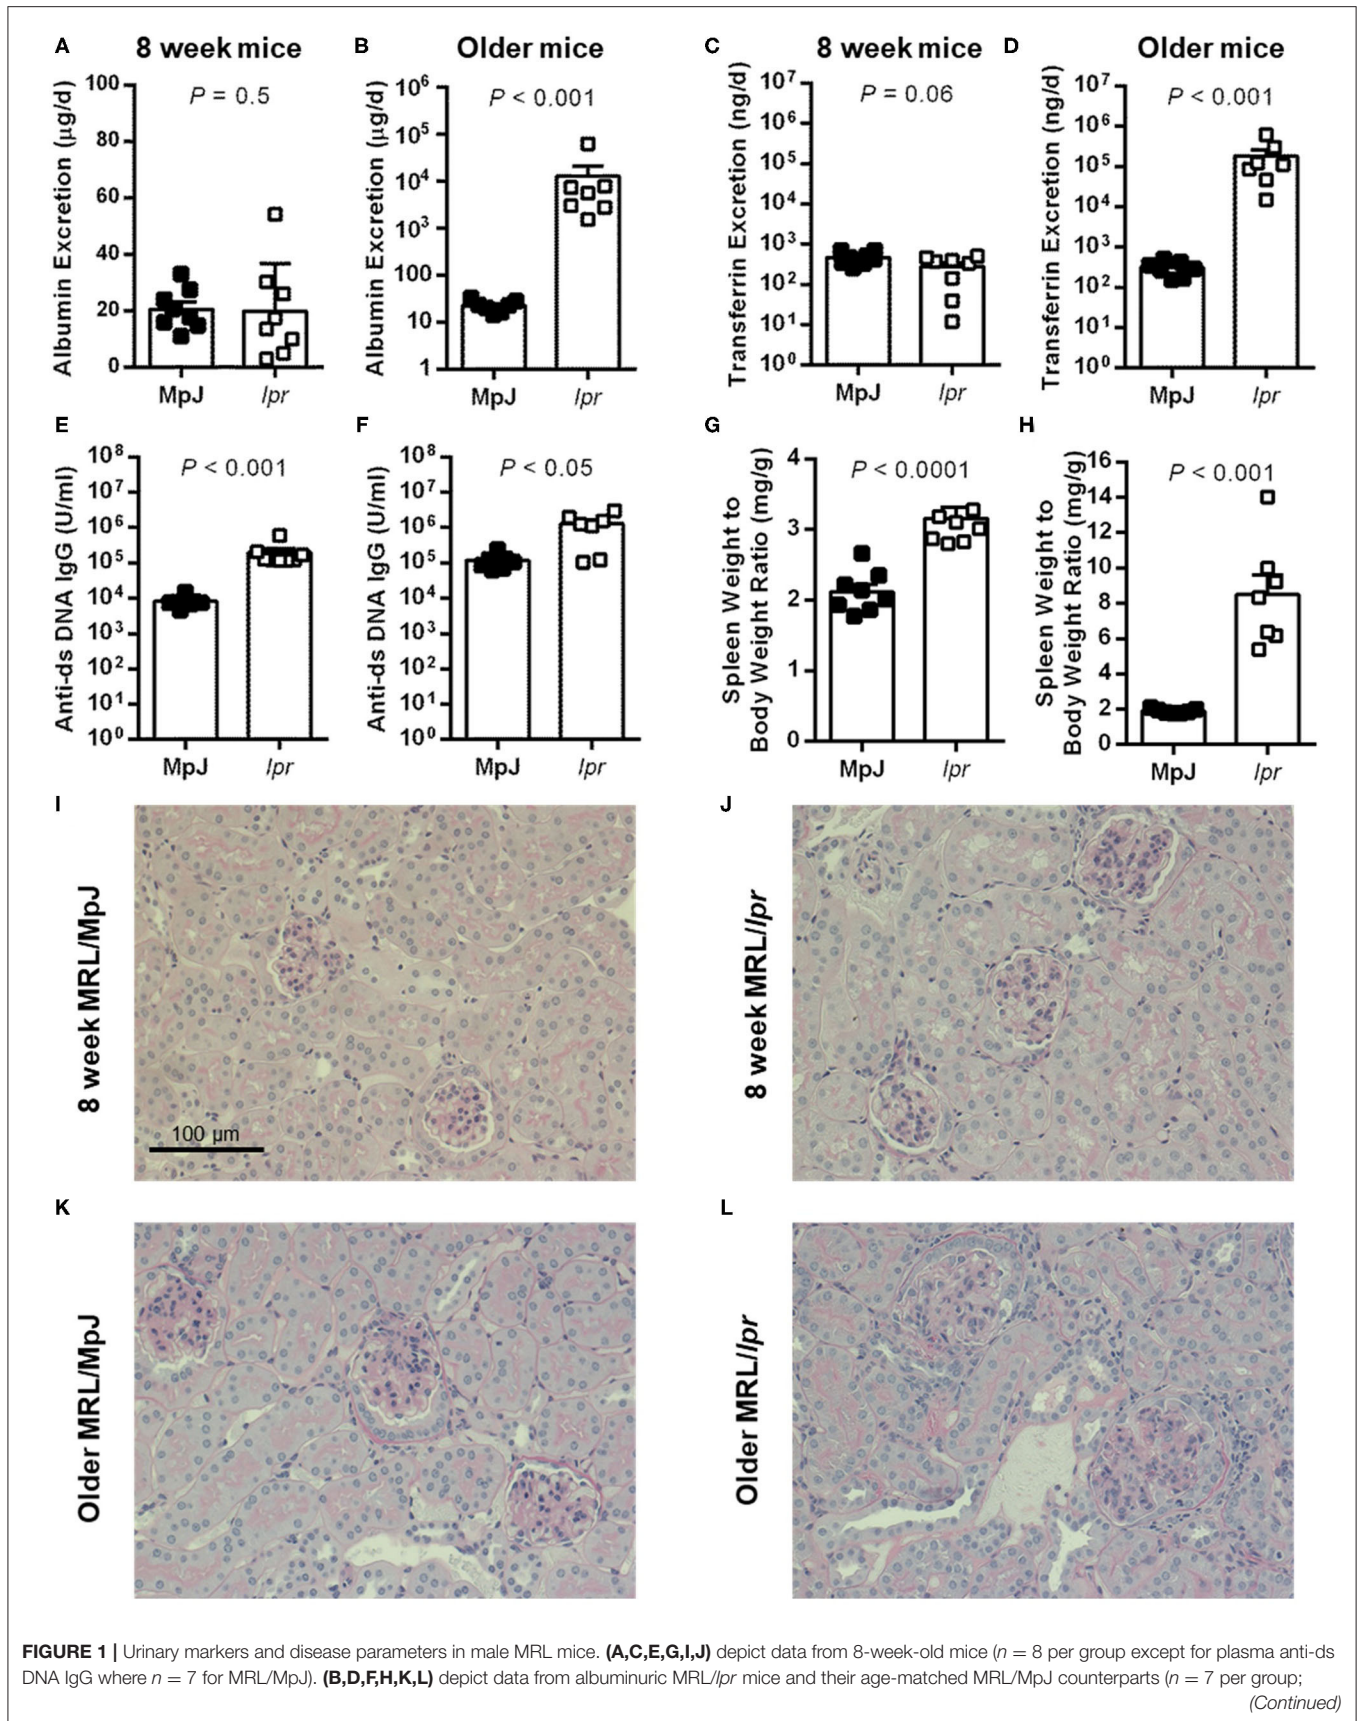 A 8 week mice
B Older mice
C 8 week mice
D Older mice
Albumin Excretion (μg/d)
100
80
60
40
20
0
P = 0.5
MpJ lpr
Albumin Excretion (μg/d)
10⁶
10⁵
10⁴
10³
100
10
1
P < 0.001
MpJ lpr
Transferrin Excretion (ng/d)
10⁷
10⁶
10⁵
10⁴
10³
10²
10¹
10⁰
P = 0.06
MpJ lpr
Transferrin Excretion (ng/d)
10⁷
10⁶
10⁵
10⁴
10³
10²
10¹
10⁰
P < 0.001
MpJ lpr
E
Anti-ds DNA IgG (U/ml)
10⁸
10⁷
10⁶
10⁵
10⁴
10³
10²
10¹
10⁰
P < 0.001
MpJ lpr
F
Anti-ds DNA IgG (U/ml)
10⁸
10⁷
10⁶
10⁵
10⁴
10³
10²
10¹
10⁰
P < 0.05
MpJ lpr
G
Spleen Weight to
Body Weight Ratio (mg/g)
4
3
2
1
0
P < 0.0001
MpJ lpr
H
Spleen Weight to
Body Weight Ratio (mg/g)
16
14
12
10
8
6
4
2
0
P < 0.001
MpJ lpr
I
8 week MRL/MpJ
100 μm
J
8 week MRL/lpr
K
Older MRL/MpJ
L
Older MRL/lpr
FIGURE 1 | Urinary markers and disease parameters in male MRL mice. (A,C,E,G,I,J) depict data from 8-week-old mice (n = 8 per group except for plasma anti-ds
DNA IgG where n = 7 for MRL/MpJ). (B,D,F,H,K,L) depict data from albuminuric MRL/lpr mice and their age-matched MRL/MpJ counterparts (n = 7 per group;
(Continued)